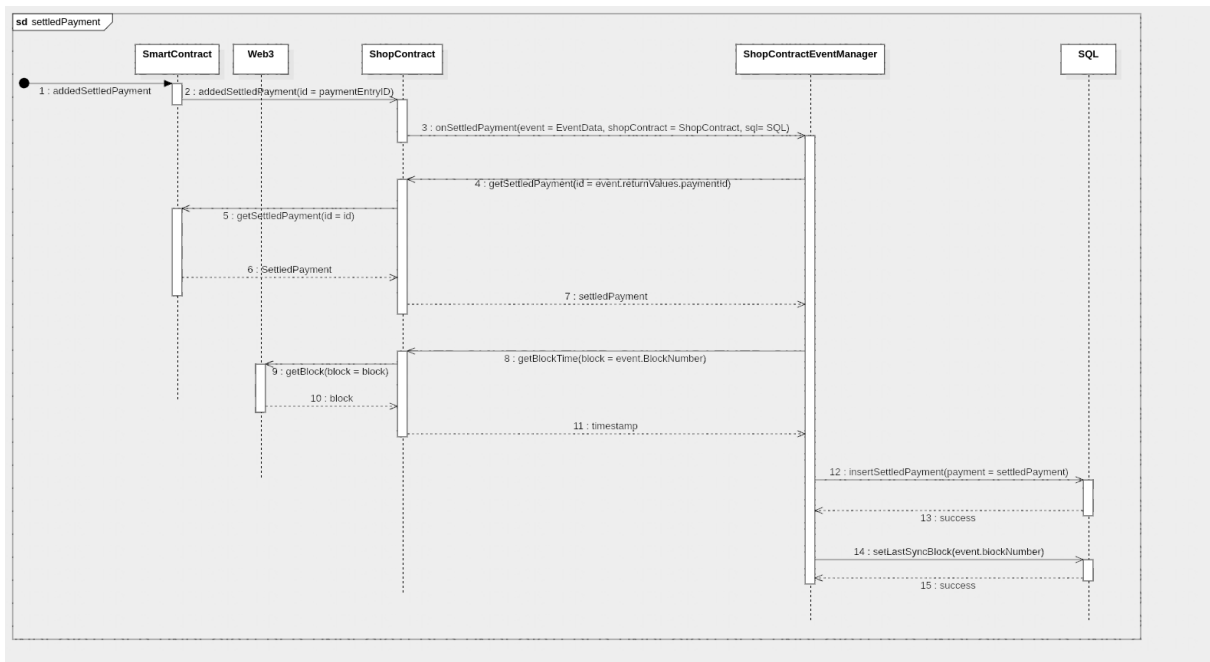 sd settledPayment
SmartContract
Web3
ShopContract
ShopContractEventManager
SQL
1 : addedSettledPayment
2 : addedSettledPayment(id = paymentEntryID)
3 : onSettledPayment(event = EventData, shopContract = ShopContract, sql= SQL)
4 : getSettledPayment(id = event.returnValues.paymentId)
5 : getSettledPayment(id = id)
6 : SettledPayment
7 : settledPayment
8 : getBlockTime(block = event.BlockNumber)
9 : getBlock(block = block)
10 : block
11 : timestamp
12 : insertSettledPayment(payment = settledPayment)
13 : success
14 : setLastSyncBlock(event.blockNumber)
15 : success